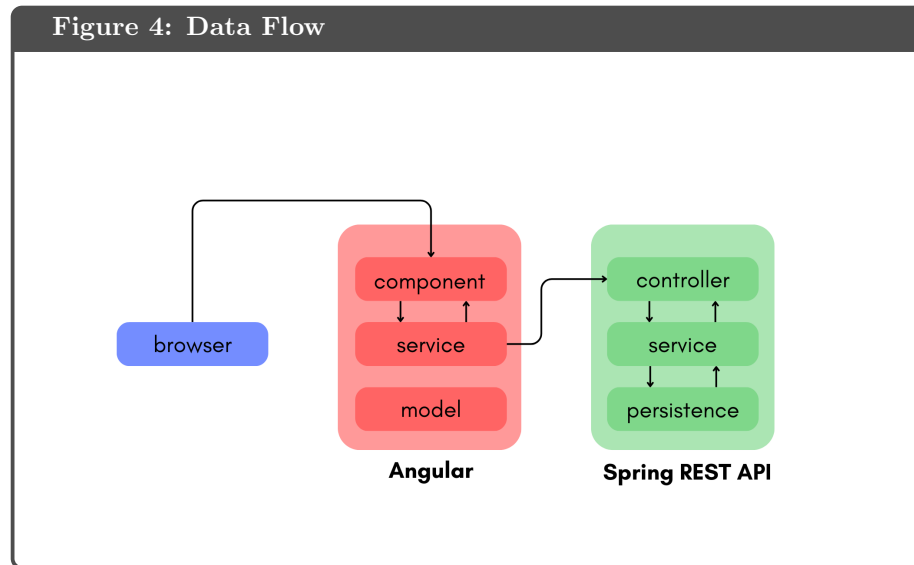 Figure 4: Data Flow
browser
component
service
model
Angular
controller
service
persistence
Spring REST API